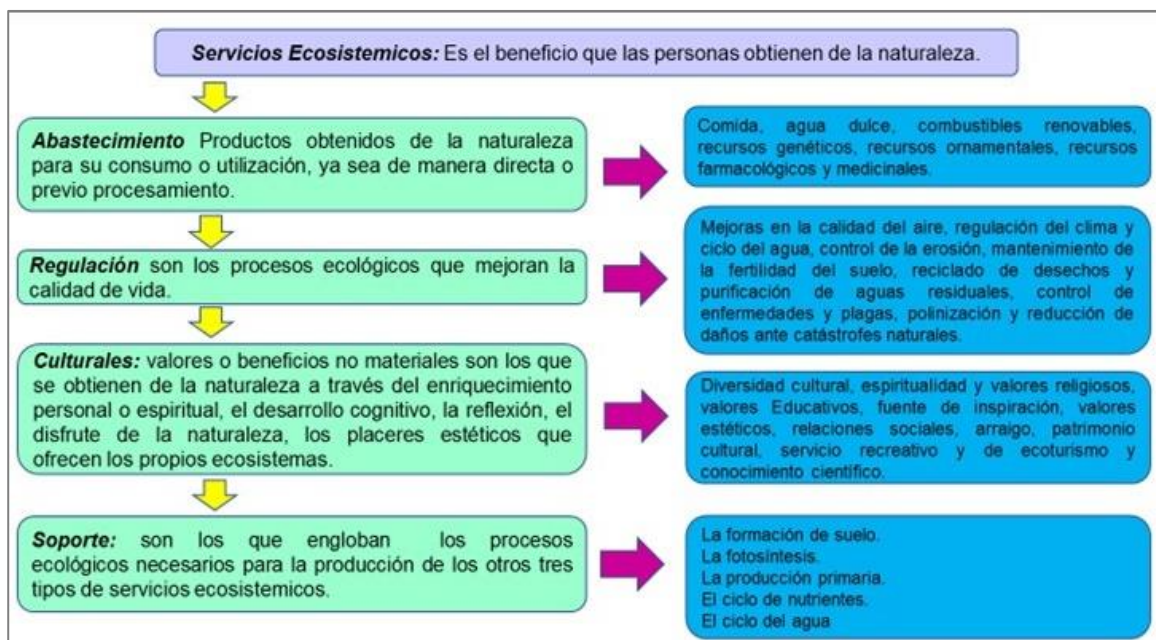 Servicios Ecosistemicos: Es el beneficio que las personas obtienen de la naturaleza.
Abastecimiento Productos obtenidos de la naturaleza
para su consumo o utilización, ya sea de manera directa o
previo procesamiento.
Comida, agua dulce, combustibles renovables,
recursos genéticos, recursos ornamentales, recursos
farmacológicos y medicinales.
Regulación son los procesos ecológicos que mejoran la
calidad de vida.
Mejoras en la calidad del aire, regulación del clima y
ciclo del agua, control de la erosión, mantenimiento de
la fertilidad del suelo, reciclado de desechos y
purificación de aguas residuales, control de
enfermedades y plagas, polinización y reducción de
daños ante catástrofes naturales.
Culturales: valores o beneficios no materiales son los que
se obtienen de la naturaleza a través del enriquecimiento
personal o espiritual, el desarrollo cognitivo, la reflexión, el
disfrute de la naturaleza, los placeres estéticos que
ofrecen los propios ecosistemas.
Diversidad cultural, espiritualidad y valores religiosos,
valores Educativos, fuente de inspiración, valores
estéticos, relaciones sociales, arraigo, patrimonio
cultural, servicio recreativo y de ecoturismo y
conocimiento científico.
Soporte: son los que engloban los procesos
ecológicos necesarios para la producción de los otros tres
tipos de servicios ecosistemicos.
La formación de suelo.
La fotosíntesis.
La producción primaria.
El ciclo de nutrientes.
El ciclo del agua